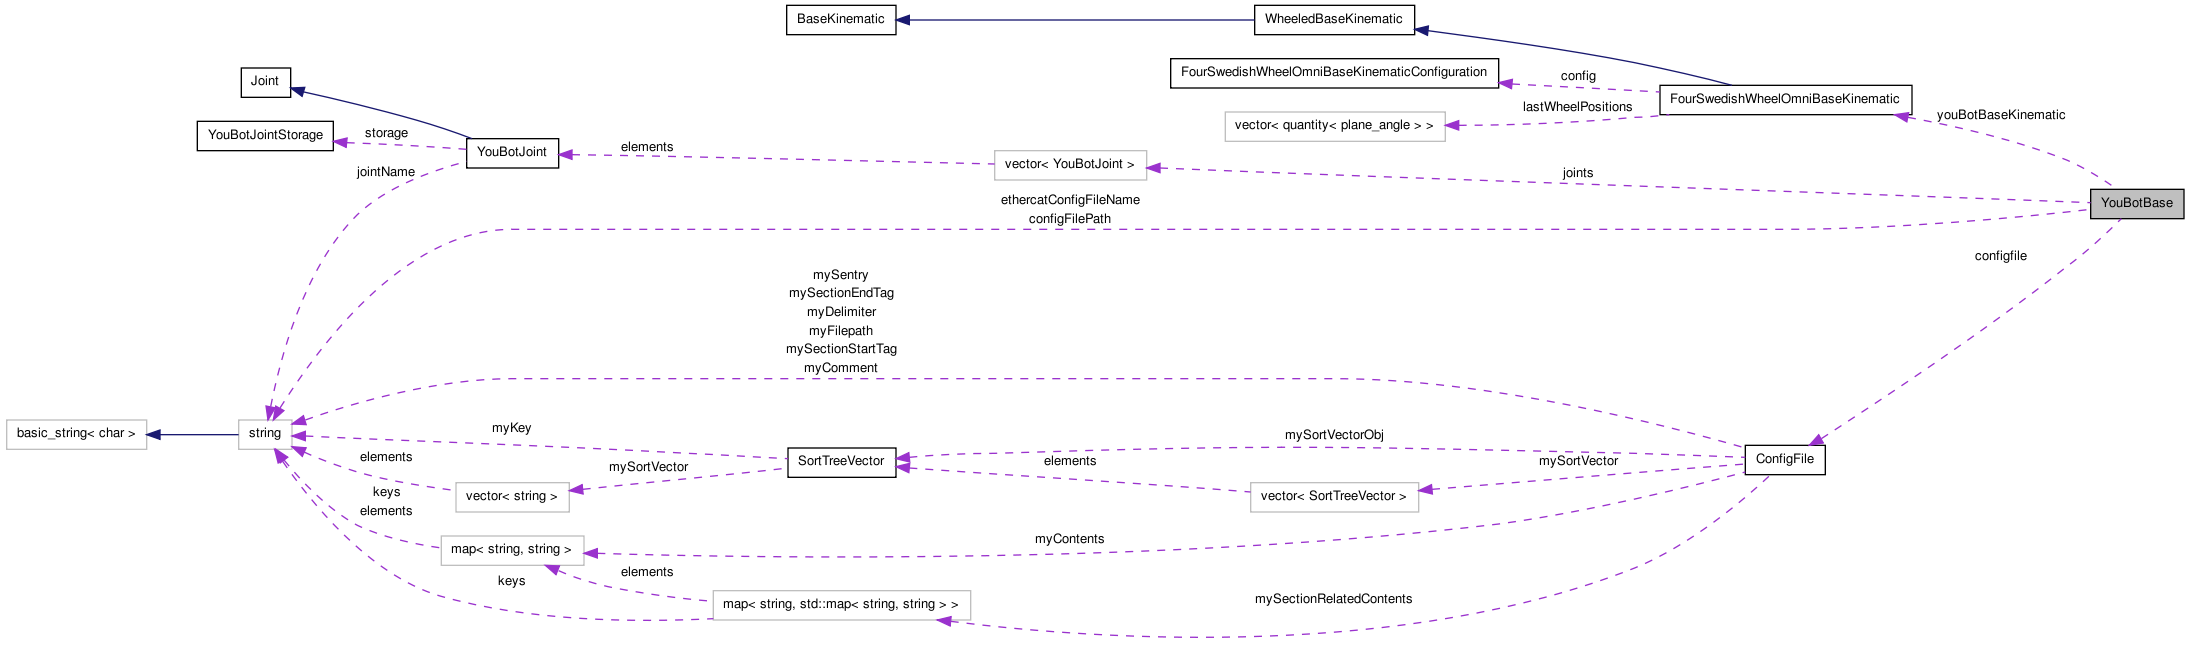 BaseKinematic
WheeledBaseKinematic
Joint
FourSwedishWheelOmniBaseKinematicConfiguration
config
FourSwedishWheelOmniBaseKinematic
lastWheelPositions
youBotBaseKinematic
YouBotJointStorage
storage
vector< quantity< plane_angle > >
YouBotJoint
elements
vector< YouBotJoint >
jointName
joints
ethercatConfigFileName
configFilePath
YouBotBase
configfile
mySentry
mySectionEndTag
myDelimiter
myFilepath
mySectionStartTag
myComment
basic_string< char >
string
myKey
mySortVectorObj
elements
mySortVector
SortTreeVector
elements
mySortVector
ConfigFile
keys
elements
vector< string >
vector< SortTreeVector >
map< string, string >
myContents
keys
elements
map< string, std::map< string, string > >
mySectionRelatedContents